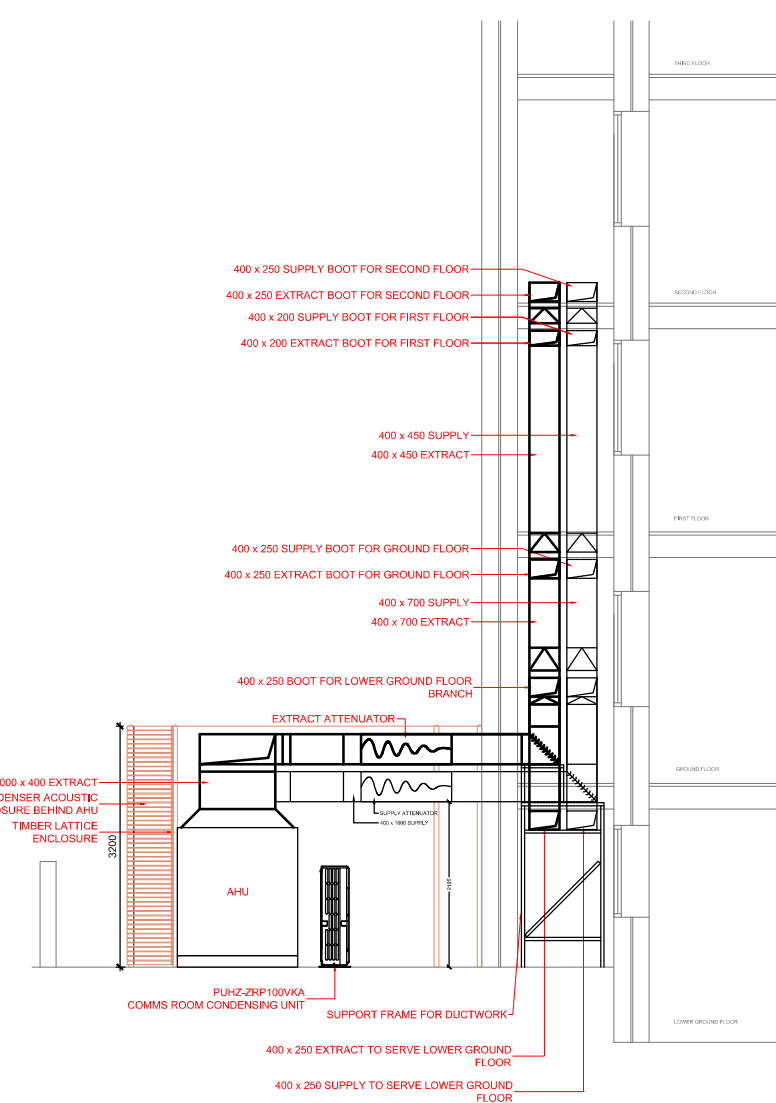 THIRD FLOOR
400 x 250 SUPPLY BOOT FOR SECOND FLOOR
400 x 250 EXTRACT BOOT FOR SECOND FLOOR
SECOND FLOOR
400 x 200 SUPPLY BOOT FOR FIRST FLOOR
400 x 200 EXTRACT BOOT FOR FIRST FLOOR
400 x 450 SUPPLY
400 x 450 EXTRACT
FIRST FLOOR
400 x 250 SUPPLY BOOT FOR GROUND FLOOR
400 x 250 EXTRACT BOOT FOR GROUND FLOOR
400 x 700 SUPPLY
400 x 700 EXTRACT
400 x 250 BOOT FOR LOWER GROUND FLOOR
BRANCH
EXTRACT ATTENUATOR
GROUND FLOOR
000 x 400 EXTRACT
DENSER ACOUSTIC
OSURE BEHIND AHU
TIMBER LATTICE
ENCLOSURE
SUPPLY ATTENUATOR
400 x 1000 SUPPLY
3200
2195
AHU
PUHZ-ZRP100VKA
COMMS ROOM CONDENSING UNIT
SUPPORT FRAME FOR DUCTWORK
LOWER GROUND FLOOR
400 x 250 EXTRACT TO SERVE LOWER GROUND
FLOOR
400 x 250 SUPPLY TO SERVE LOWER GROUND
FLOOR